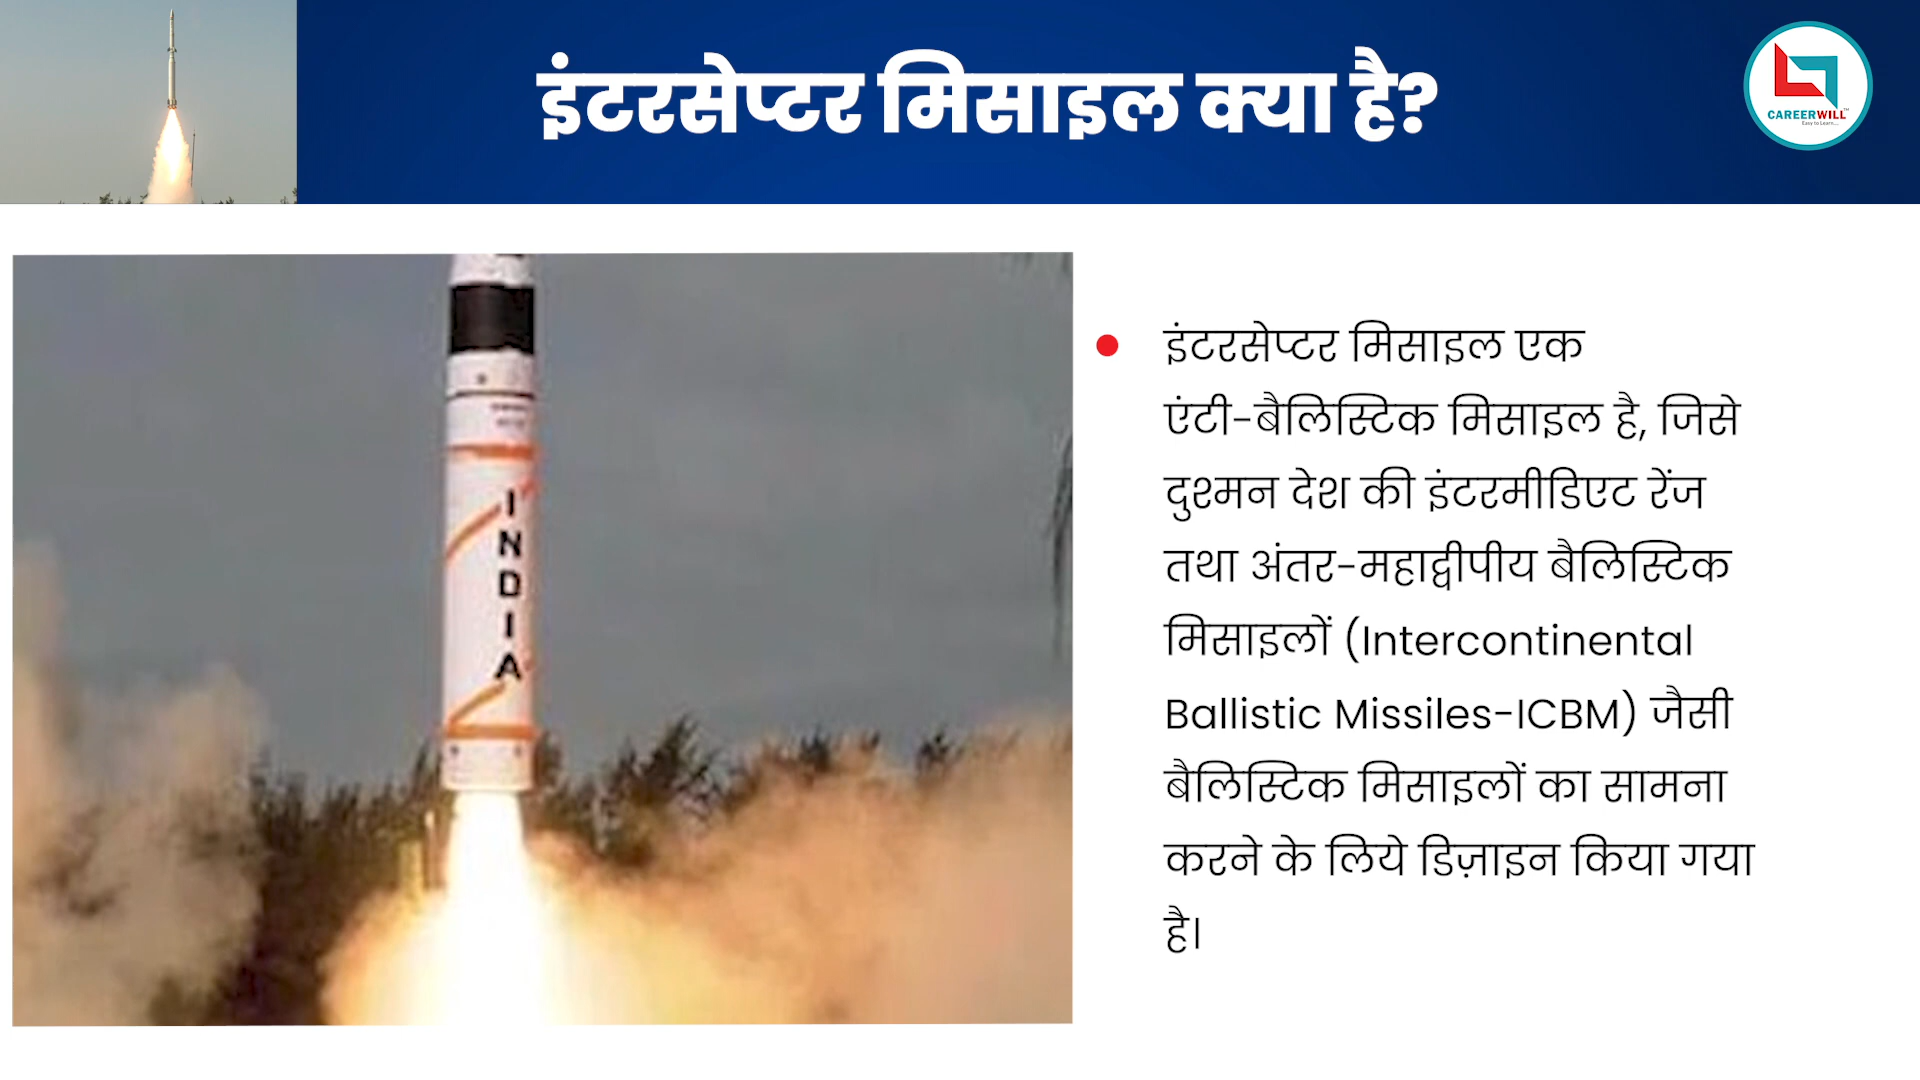 इंटरसेप्टर मिसाइल क्या है?
CAREERWILL
INDIA
इंटरसेप्टर मिसाइल एक
एंटी-बैलिस्टिक मिसाइल है, जिसे
दुश्मन देश की इंटरमीडिएट रेंज
तथा अंतर-महाद्वीपीय बैलिस्टिक
मिसाइलों (Intercontinental
Ballistic Missiles-ICBM) जैसी
बैलिस्टिक मिसाइलों का सामना
करने के लिये डिज़ाइन किया गया
है।